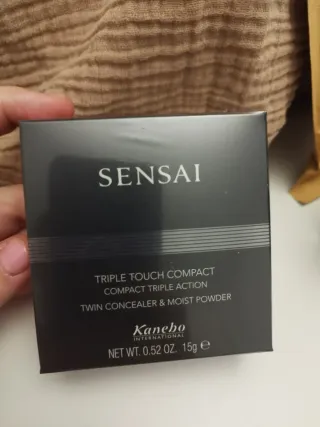 SENSAI
TRIPLE TOUCH COMPACT
COMPACT TRIPLE ACTION
TWIN CONCEALER & MOIST POWDER
Kanebo
INTERNATIONAL
NET WT. 0.52 OZ. 15g ℮